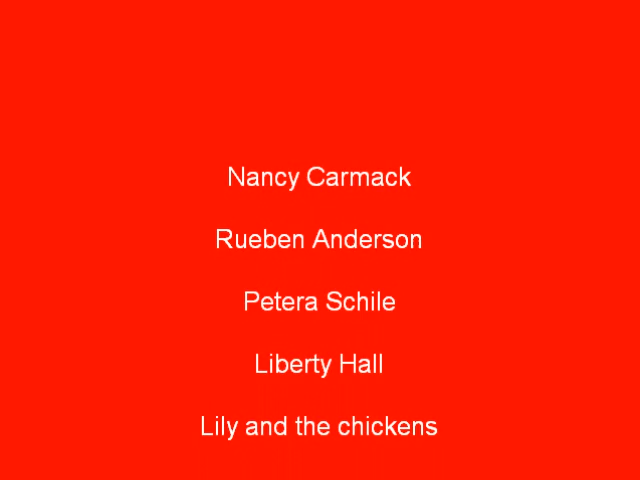 Nancy Carmack
Rueben Anderson
Petera Schile
Liberty Hall
Lily and the chickens